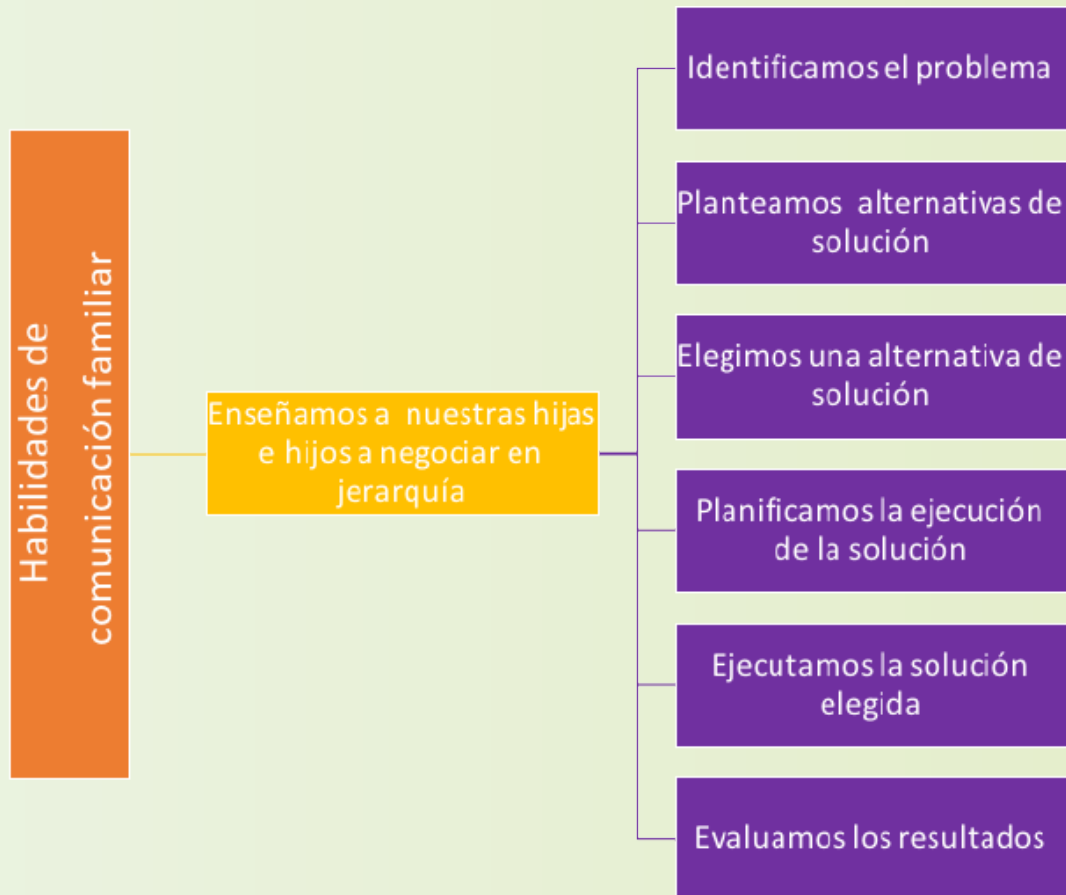 Habilidades de
comunicación familiar
Enseñamos a nuestras hijas
e hijos a negociar en
jerarquía
Identificamos el problema
Planteamos alternativas de
solución
Elegimos una alternativa de
solución
Planificamos la ejecución
de la solución
Ejecutamos la solución
elegida
Evaluamos los resultados